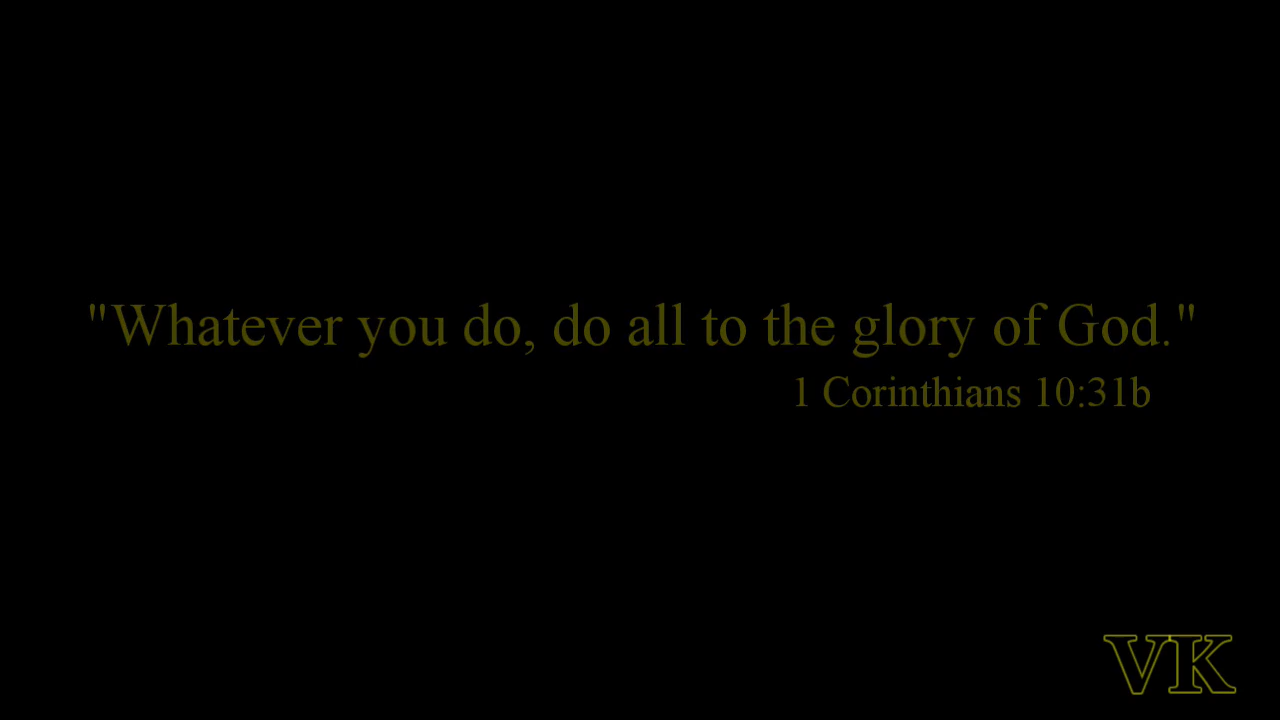 "Whatever you do, do all to the glory of God."
1 Corinthians 10:31b
VK